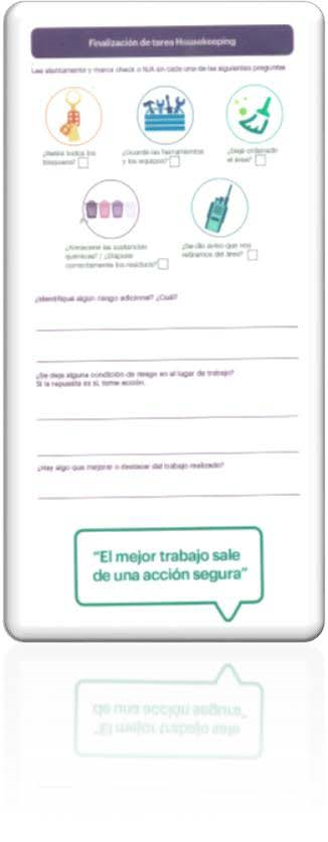 Finalización de tarea Housekeeping
Lea atentamente y marca check o N/A en cada una de las siguientes preguntas
¿Retiré todos los
bloqueos?
¿Guardé las herramientas
y los equipos?
¿Dejé ordenado
el área?
¿Almacené las sustancias
químicas? / ¿Dispuse
correctamente los residuos?
¿Se dio aviso que nos
retiramos del área?
¿Identifiqué algún riesgo adicional? ¿Cuál?
¿Se deja alguna condición de riesgo en el lugar de trabajo?
Si la repuesta es sí, tome acción.
¿Hay algo que mejorar o destacar del trabajo realizado?
"El mejor trabajo sale
de una acción segura"